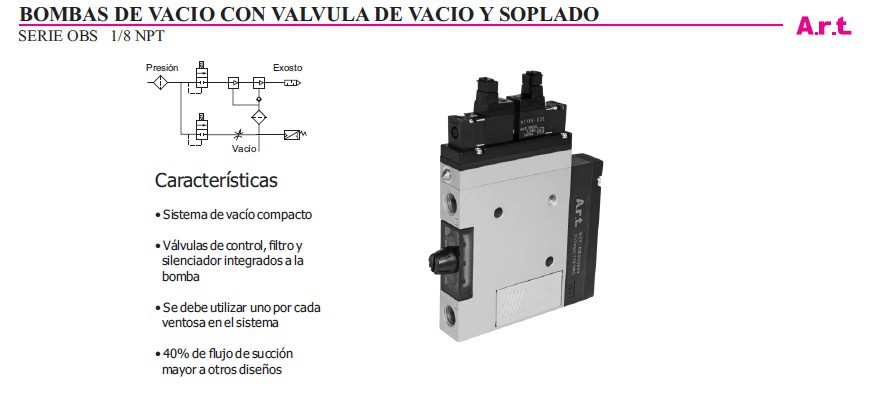 BOMBAS DE VACIO CON VALVULA DE VACIO Y SOPLADO
SERIE OBS 1/8 NPT
A.r.t.
Presión
Exosto
Vacío
Características
• Sistema de vacío compacto
• Válvulas de control, filtro y
silenciador integrados a la
bomba
• Se debe utilizar uno por cada
ventosa en el sistema
• 40% de flujo de succión
mayor a otros diseños
A.r.t.